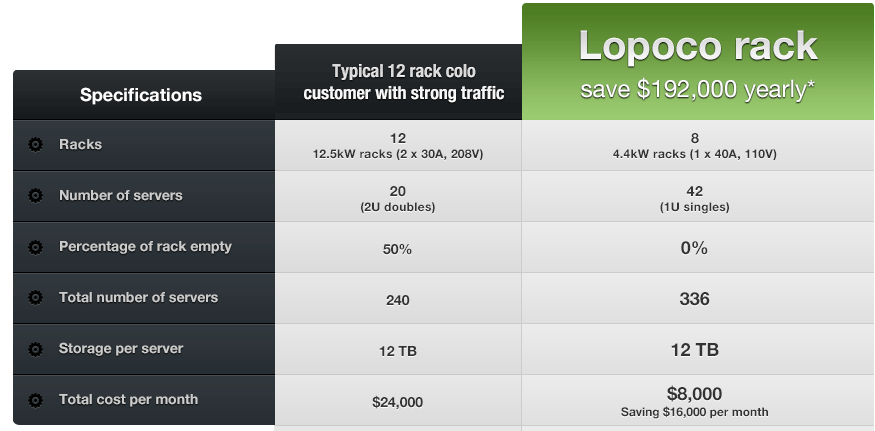 Lopoco rack
save $192,000 yearly*
Typical 12 rack colo
customer with strong traffic
Specifications
Racks
12
12.5kW racks (2 x 30A, 208V)
8
4.4kW racks (1 x 40A, 110V)
Number of servers
20
(2U doubles)
42
(1U singles)
Percentage of rack empty
50%
0%
Total number of servers
240
336
Storage per server
12 TB
12 TB
Total cost per month
$24,000
$8,000
Saving $16,000 per month